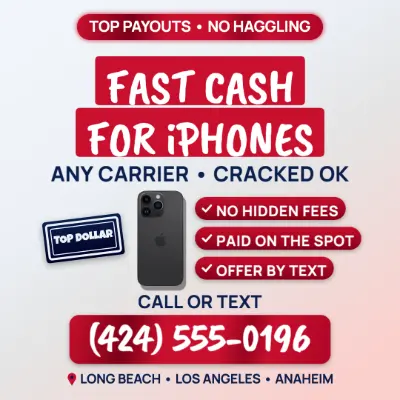 TOP PAYOUTS • NO HAGGLING
FAST CASH
FOR iPHONES
ANY CARRIER • CRACKED OK
TOP DOLLAR
✓ NO HIDDEN FEES
✓ PAID ON THE SPOT
✓ OFFER BY TEXT
CALL OR TEXT
(424) 555-0196
LONG BEACH • LOS ANGELES • ANAHEIM